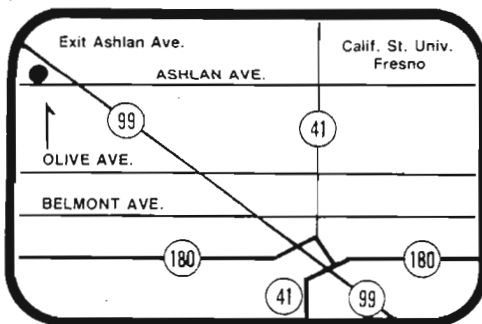 Exit Ashlan Ave.
Calif. St. Univ.
Fresno
ASHLAN AVE.
99
41
OLIVE AVE.
BELMONT AVE.
180
180
41
99